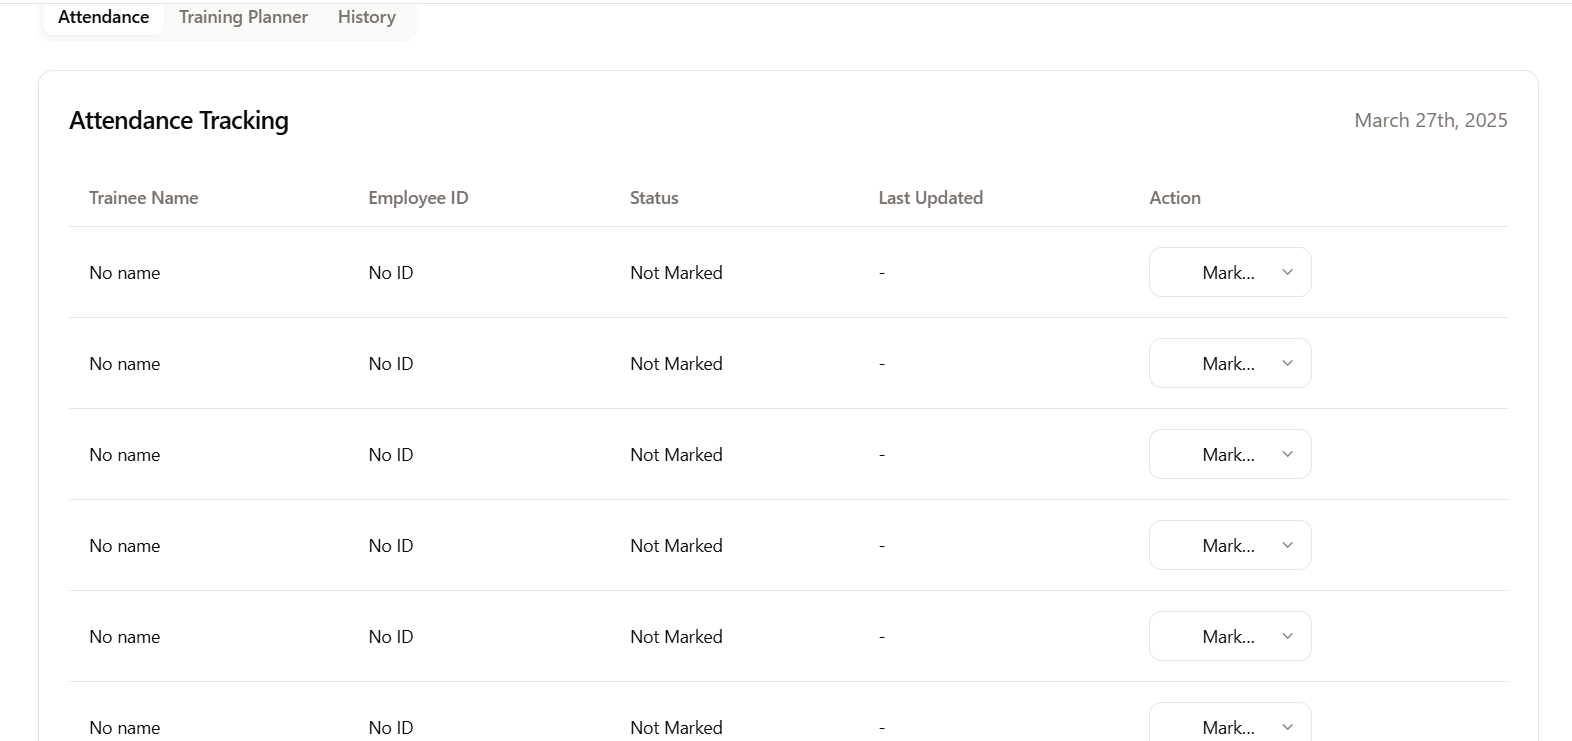 Attendance Training Planner History
Attendance Tracking March 27th, 2025
Trainee Name Employee ID Status Last Updated Action
No name No ID Not Marked - Mark...
No name No ID Not Marked - Mark...
No name No ID Not Marked - Mark...
No name No ID Not Marked - Mark...
No name No ID Not Marked - Mark...
No name No ID Not Marked - Mark...